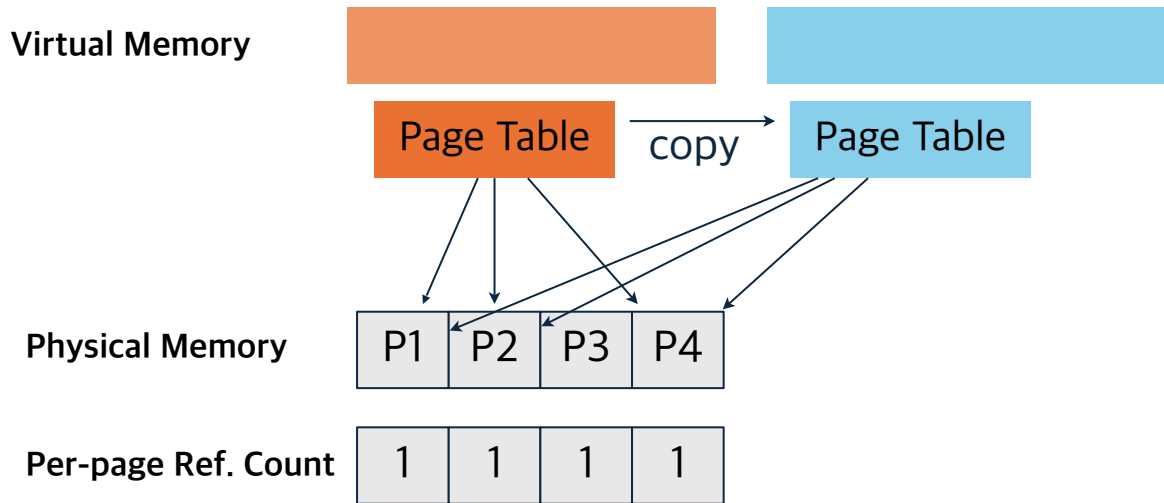 Virtual Memory
Page Table
copy
Page Table
Physical Memory
P1 P2 P3 P4
Per-page Ref. Count
1 1 1 1